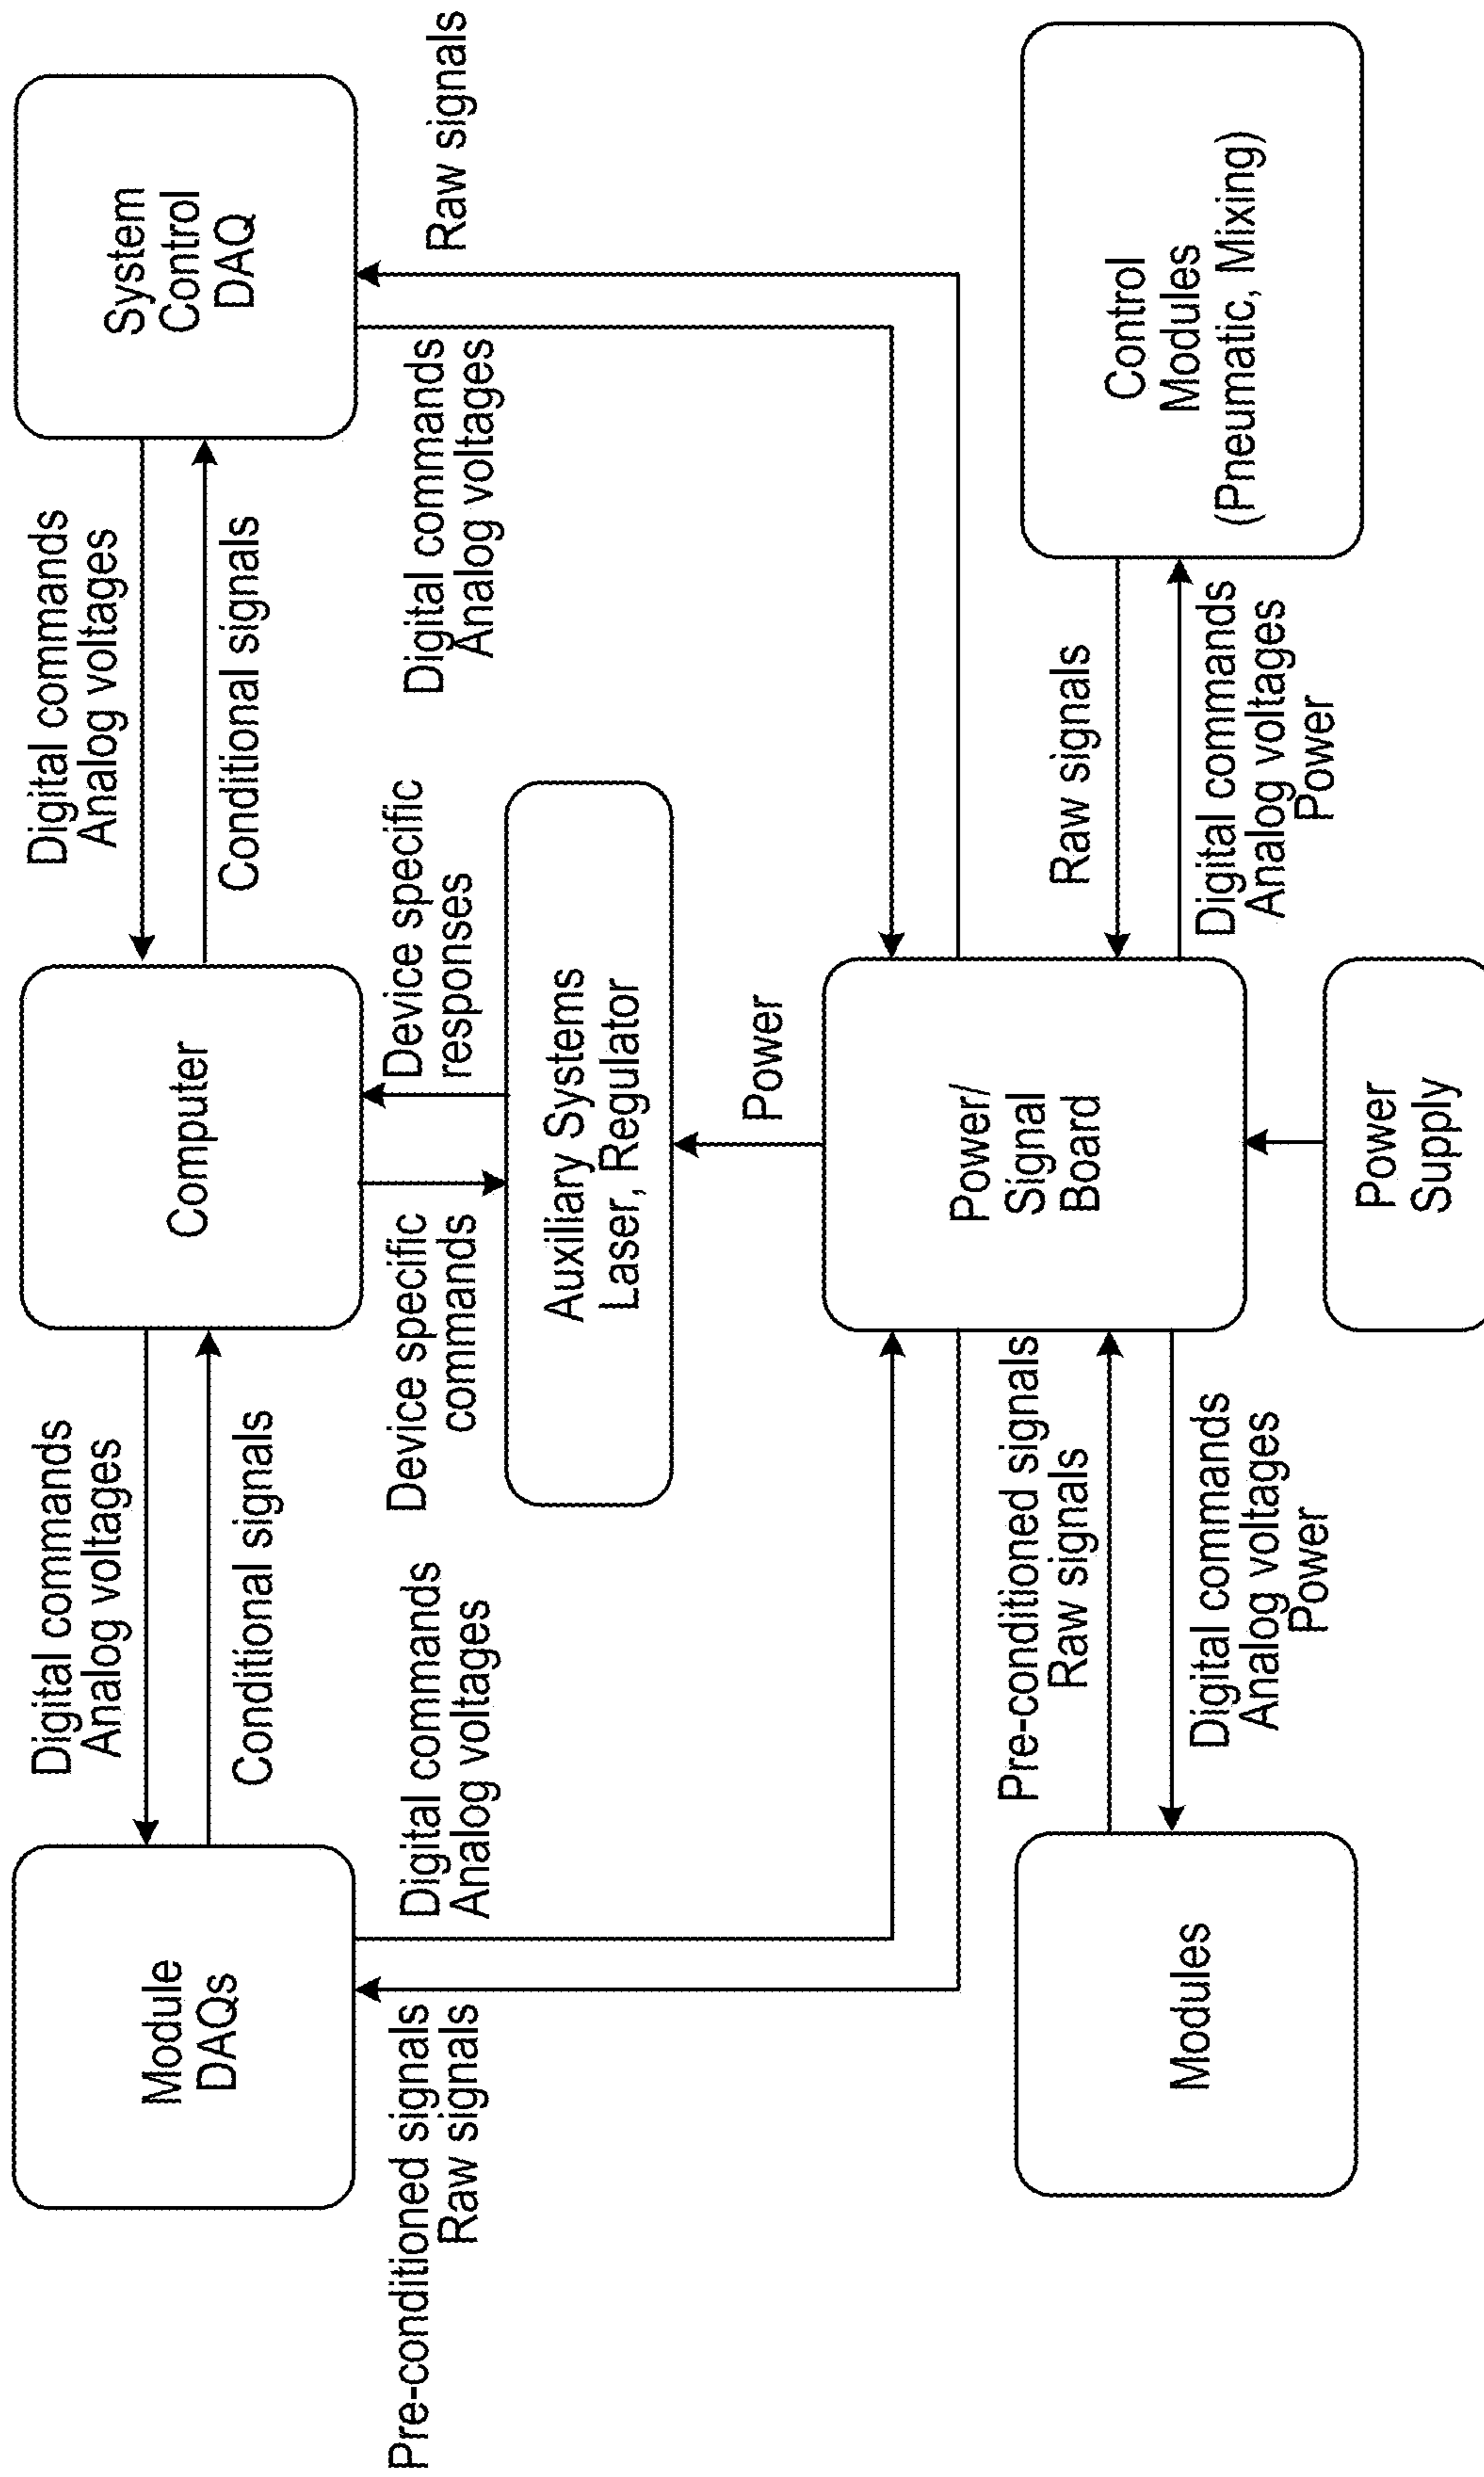 Digital commands
Analog voltages
Digital commands
Analog voltages
Module
DAQs
Computer
System
Control
DAQ
Conditional signals
Conditional signals
Pre-conditioned signals
Raw signals
Digital commands
Analog voltages
Device specific
commands
Device specific
responses
Digital commands
Analog voltages
Raw signals
Auxiliary Systems
Laser, Regulator
Power
Power/
Signal
Board
Pre-conditioned signals
Raw signals
Raw signals
Modules
Control
Modules
(Pneumatic, Mixing)
Digital commands
Analog voltages
Power
Digital commands
Analog voltages
Power
Power
Supply